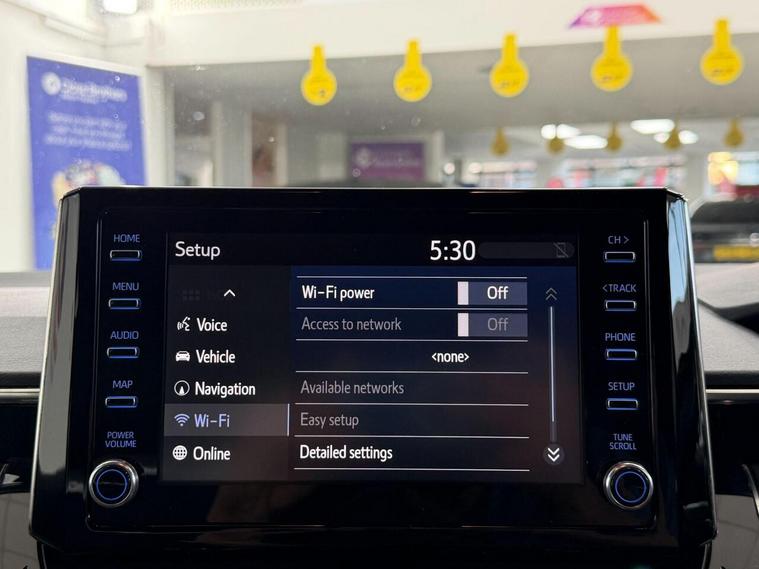 HOME
MENU
AUDIO
MAP
POWER
VOLUME
Setup
5:30
Voice
Vehicle
Navigation
Wi-Fi
Online
Wi-Fi power
Off
Access to network
Off
<none>
Available networks
Easy setup
Detailed settings
CH >
<TRACK
PHONE
SETUP
TUNE
SCROLL